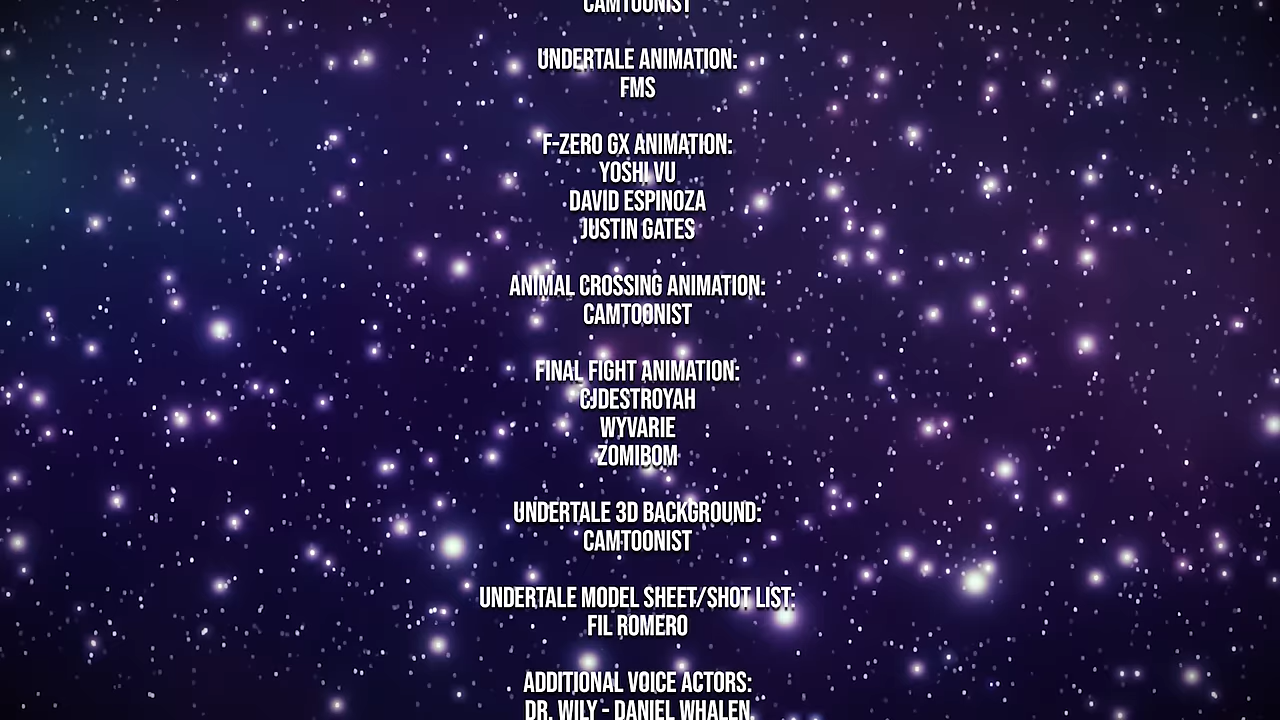 CAMTOONIST
UNDERTALE ANIMATION:
FMS
F-ZERO GX ANIMATION:
YOSHI VU
DAVID ESPINOZA
JUSTIN GATES
ANIMAL CROSSING ANIMATION:
CAMTOONIST
FINAL FIGHT ANIMATION:
CJDESTROYAH
WYVARIE
ZOMIBOM
UNDERTALE 3D BACKGROUND:
CAMTOONIST
UNDERTALE MODEL SHEET/SHOT LIST:
FIL ROMERO
ADDITIONAL VOICE ACTORS:
DR. WILY - DANIEL WHALEN,